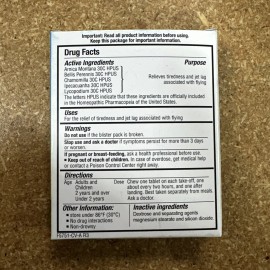 Important: Read all product information before using.
Keep this package for important information.
Drug Facts
Active Ingredients Purpose
Arnica Montana 30C HPUS
Bellis Perennis 30C HPUS
Chamomilla 30C HPUS
Ipecacuanha 30C HPUS
Lycopodium 30C HPUS
Relieves tiredness and jet lag
associated with flying
The letters HPUS indicate these ingredients are officially included
in the Homeopathic Pharmacopeia of the United States.
Uses
For the relief of tiredness and jet lag associated with flying
Warnings
Do not use if the blister pack is broken.
Stop use and ask a doctor if symptoms persist for more than 3 days
or worsen.
If pregnant or breast-feeding, ask a health professional before use.
• Keep out of reach of children. In case of overdose, get medical help
or contact a Poison Control Center right away.
Directions
Age Adults and
Children
2 years and over
Under 2 years
Dose Chew one tablet on each take-off, one
about every two hours, and one after
landing. Best taken separately from meals.
Ask a doctor.
Other information:
• store under 86°F (30°C)
• No drug interactions
• Non-drowsy
Inactive ingredients
Dextrose and separating agents
magnesium stearate and silicon dioxide.